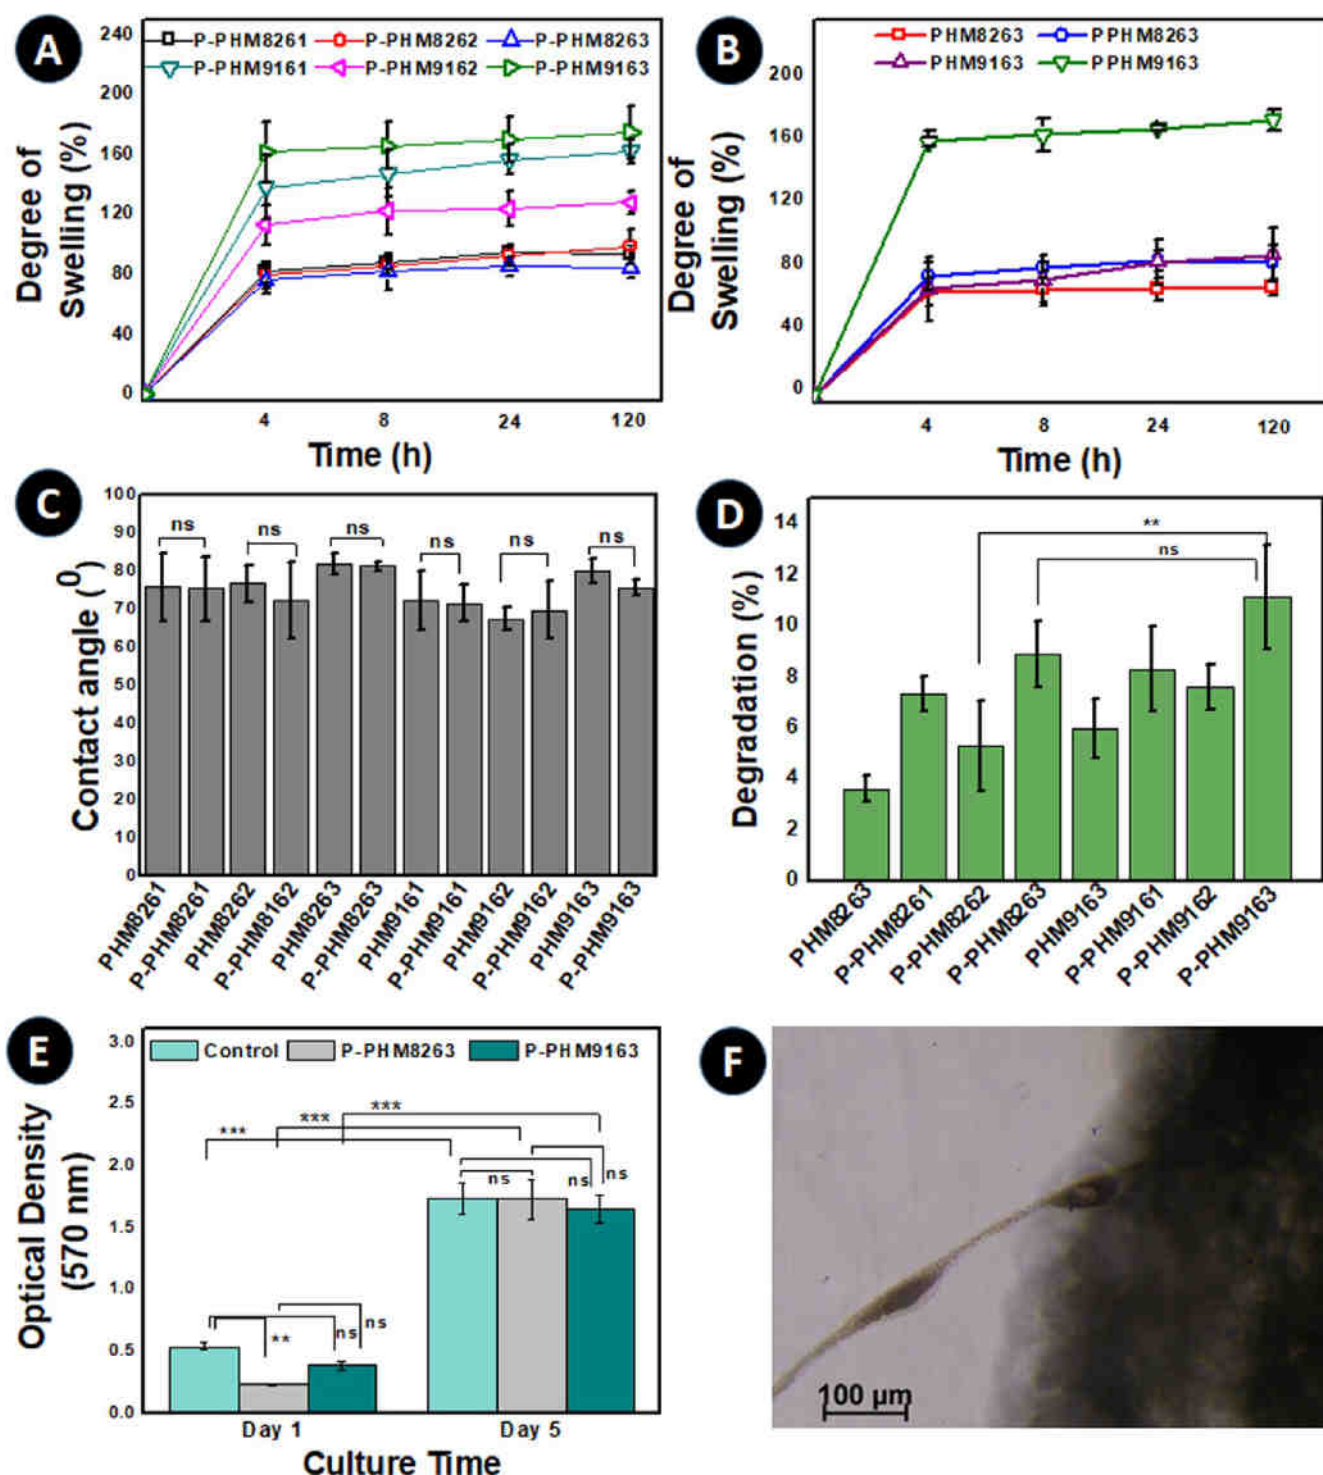 A
Degree of
Swelling (%)
P-PHM8261 P-PHM8262 P-PHM8263
P-PHM9161 P-PHM9162 P-PHM9163
240
200
160
120
80
40
0
4 8 24 120
Time (h)
B
Degree of
Swelling (%)
PHM8263 PPHM8263
PHM9163 PPHM9163
200
160
120
80
40
0
4 8 24 120
Time (h)
C
Contact angle (0)
100
90
80
70
60
50
40
30
20
10
0
ns ns ns ns ns ns
PHM8261
P-PHM8261
PHM8262
P-PHM8162
PHM8263
P-PHM8263
PHM9161
P-PHM9161
PHM9162
P-PHM9162
PHM9163
P-PHM9163
D
Degradation (%)
14
12
10
8
6
4
2
0
**
ns
PHM8263
P-PHM8261
P-PHM8262
P-PHM8263
PHM9163
P-PHM9161
P-PHM9162
P-PHM9163
E
Optical Density
(570 nm)
Control P-PHM8263 P-PHM9163
3.0
2.5
2.0
1.5
1.0
0.5
0.0
***
***
***
ns ns ns
** ns ns
Day 1 Day 5
Culture Time
F
100 µm